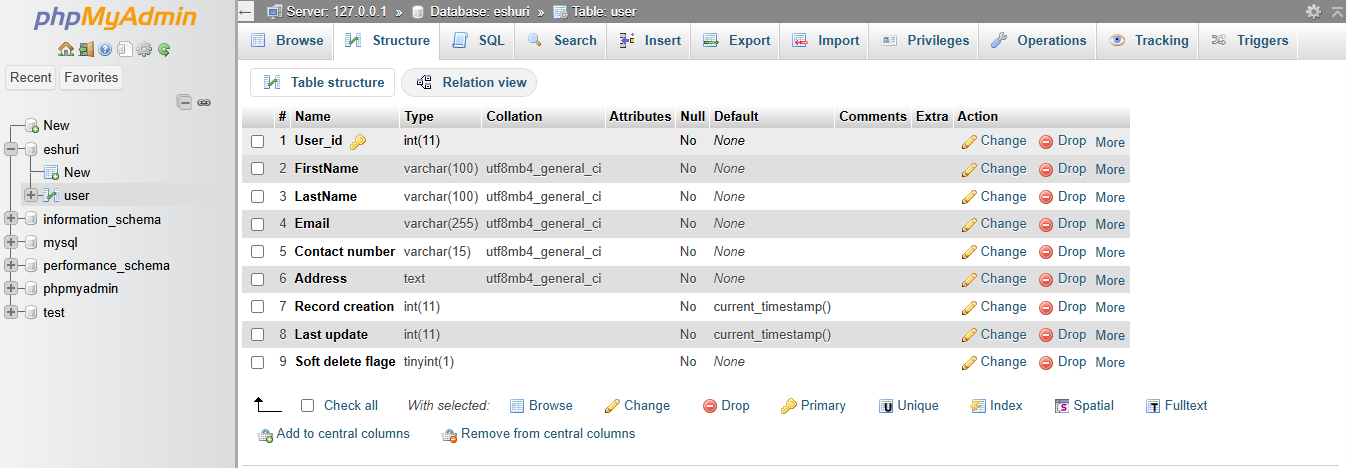 phpMyAdmin
Recent Favorites
New
eshuri
New
user
information_schema
mysql
performance_schema
phpmyadmin
test
Server: 127.0.0.1 » Database: eshuri » Table: user
Browse Structure SQL Search Insert Export Import Privileges Operations Tracking Triggers
Table structure Relation view
# Name Type Collation Attributes Null Default Comments Extra Action
1 User_id int(11) No None Change Drop More
2 FirstName varchar(100) utf8mb4_general_ci No None Change Drop More
3 LastName varchar(100) utf8mb4_general_ci No None Change Drop More
4 Email varchar(255) utf8mb4_general_ci No None Change Drop More
5 Contact number varchar(15) utf8mb4_general_ci No None Change Drop More
6 Address text utf8mb4_general_ci No None Change Drop More
7 Record creation int(11) No current_timestamp() Change Drop More
8 Last update int(11) No current_timestamp() Change Drop More
9 Soft delete flage tinyint(1) No None Change Drop More
Check all With selected: Browse Change Drop Primary Unique Index Spatial Fulltext
Add to central columns Remove from central columns